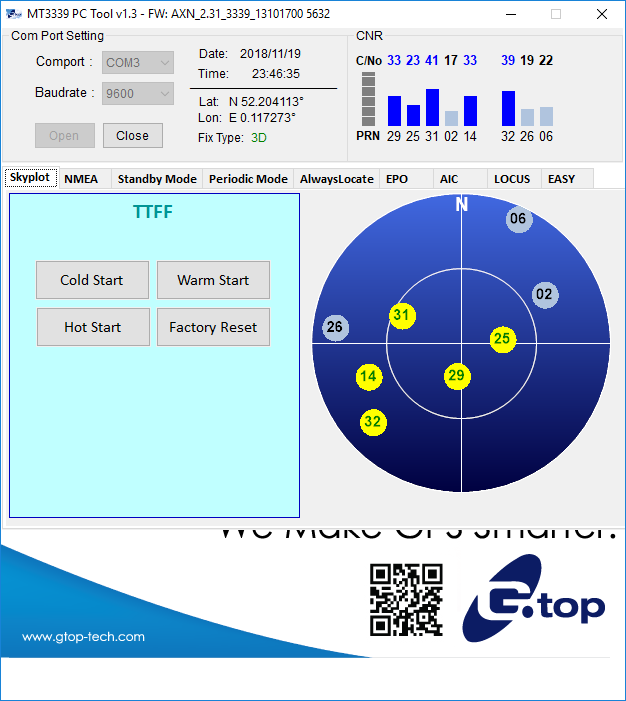 MT3339 PC Tool v1.3 - FW: AXN_2.31_3339_13101700 5632
Com Port Setting
Comport :
COM3
Baudrate :
9600
Open
Close
Date: 2018/11/19
Time: 23:46:35
Lat: N 52.204113°
Lon: E 0.117273°
Fix Type: 3D
CNR
C/No 33 23 41 17 33 39 19 22
PRN 29 25 31 02 14 32 26 06
Skyplot NMEA Standby Mode Periodic Mode AlwaysLocate EPO AIC LOCUS EASY
TTFF
Cold Start Warm Start
Hot Start Factory Reset
N
06
02
26
31
25
14
29
32
We Make GPS Smarter.
www.gtop-tech.com
G.top